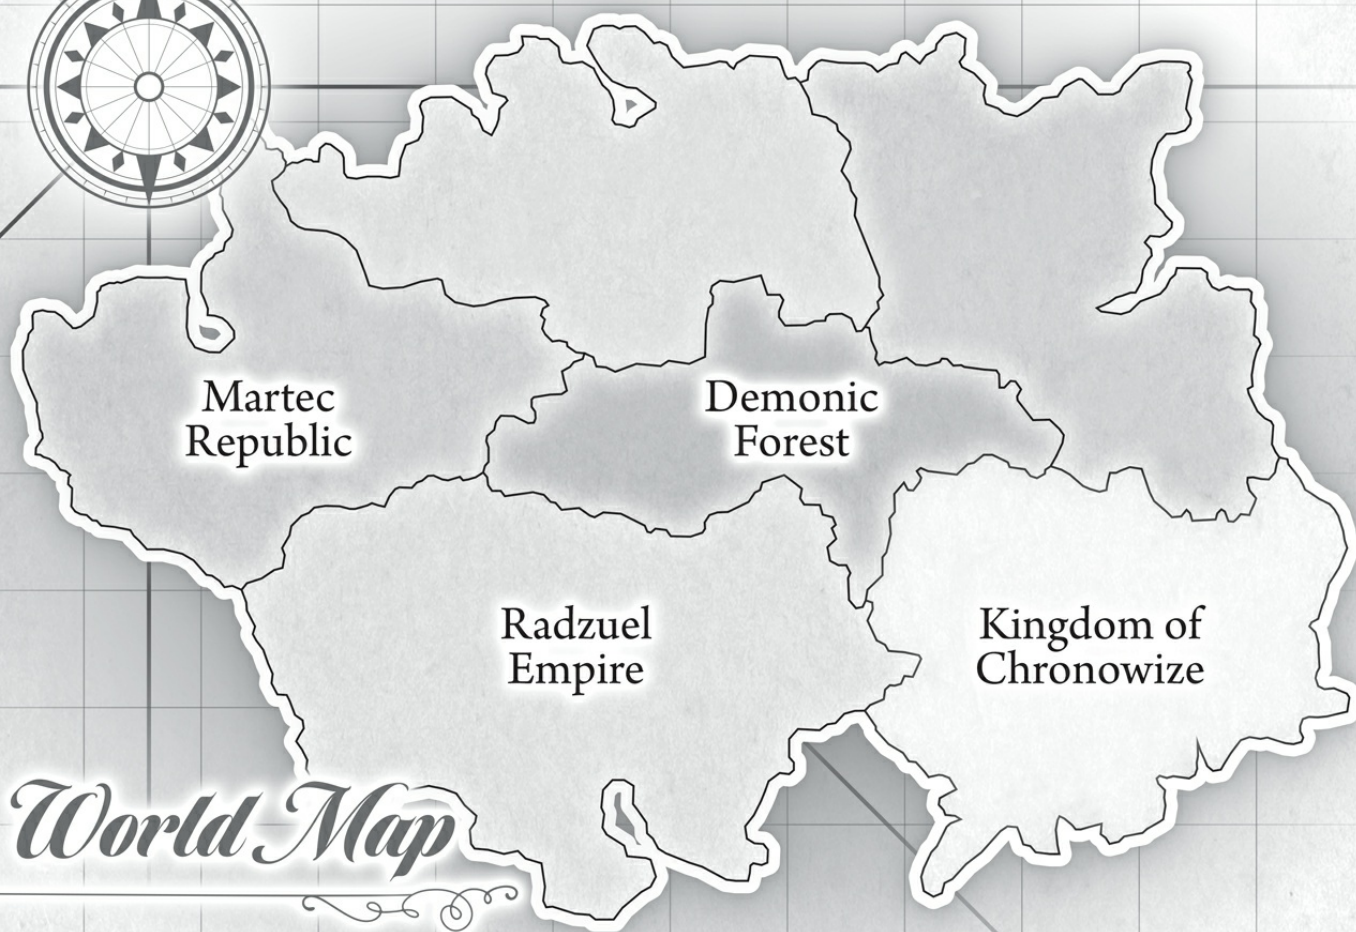 Martec
Republic
Demonic
Forest
Radzuel
Empire
Kingdom of
Chronowize
World Map